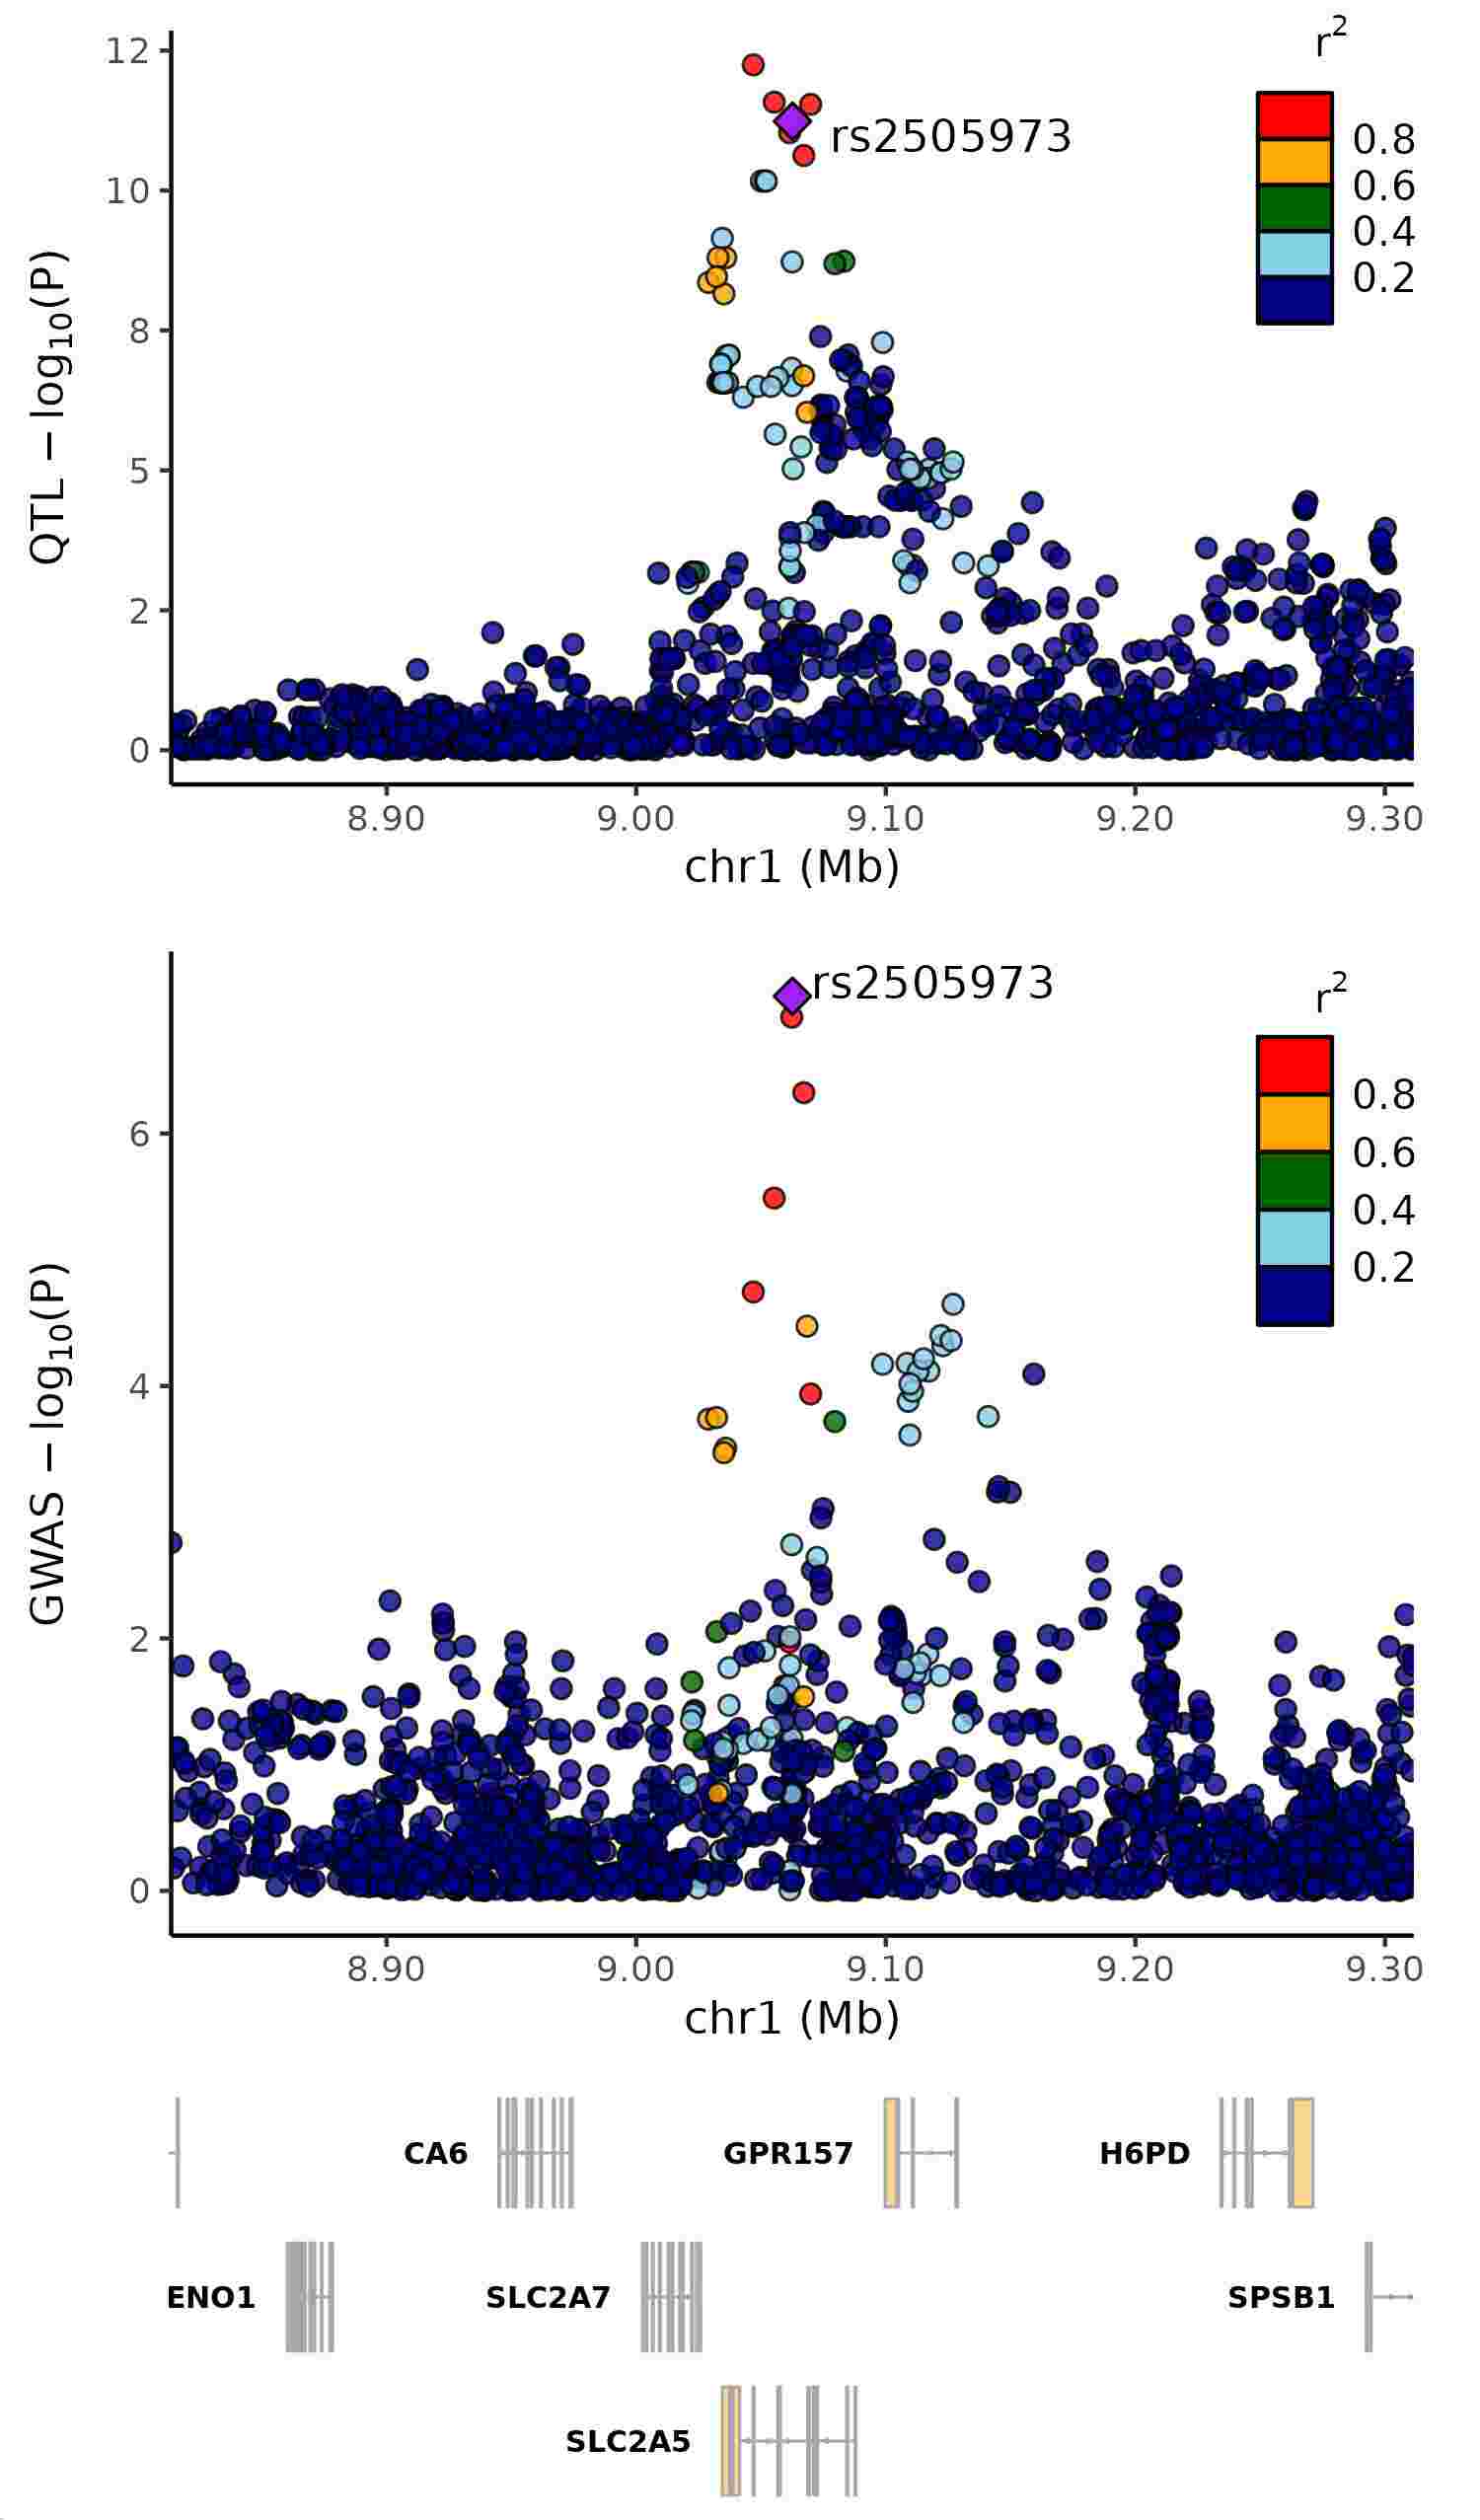 r2
12
10
8
5
2
0
QTL −log10(P)
rs2505973
0.8
0.6
0.4
0.2
8.90 9.00 9.10 9.20 9.30
chr1 (Mb)
rs2505973
r2
6
4
2
0
GWAS −log10(P)
0.8
0.6
0.4
0.2
8.90 9.00 9.10 9.20 9.30
chr1 (Mb)
CA6 GPR157 H6PD
ENO1 SLC2A7 SPSB1
SLC2A5